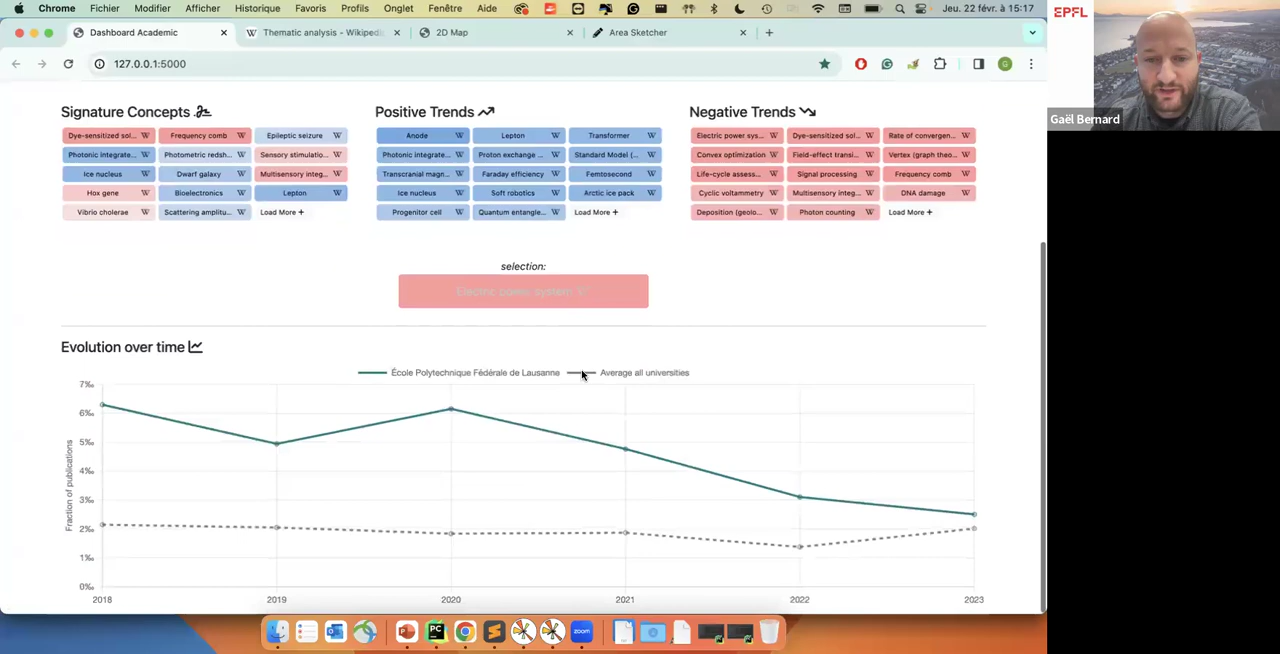 Chrome Fichier Modifier Afficher Historique Favoris Profils Onglet Fenêtre Aide Jeu. 22 févr à 15:17
Dashboard Academic Thematic analysis - Wikiped 2D Map Area Sketcher
127.0.0.1:5000
EPFL
Gaël Bernard
Signature Concepts Positive Trends Negative Trends
Dye-sensitized sol... Frequency comb Epileptic seizure Anode Lepton Transformer Electric power sys... Dye-sensitized sol... Rate of convergen...
Photonic integrate... Photometric redsh... Sensory stimulatio... Photonic integrate... Proton exchange ... Standard Model (... Convex optimization Field-effect transi... Vertex (graph theo...
Ice nucleus Dwarf galaxy Multisensory integ... Transcranial magn... Faraday efficiency Femtosecond Life-cycle assess... Signal processing Frequency comb
Hox gene Bioelectronics Lepton Ice nucleus Soft robotics Arctic ice pack Cyclic voltammetry Multisensory integ... DNA damage
Vibrio cholerae Scattering amplitu... Load More + Progenitor cell Quantum entangle... Load More + Deposition (geolo... Photon counting Load More +
selection:
Electric power system
Evolution over time
École Polytechnique Fédérale de Lausanne Average all universities
Fraction of publications
7‰
6‰
5‰
4‰
3‰
2‰
1‰
0‰
2018 2019 2020 2021 2022 2023
zoom